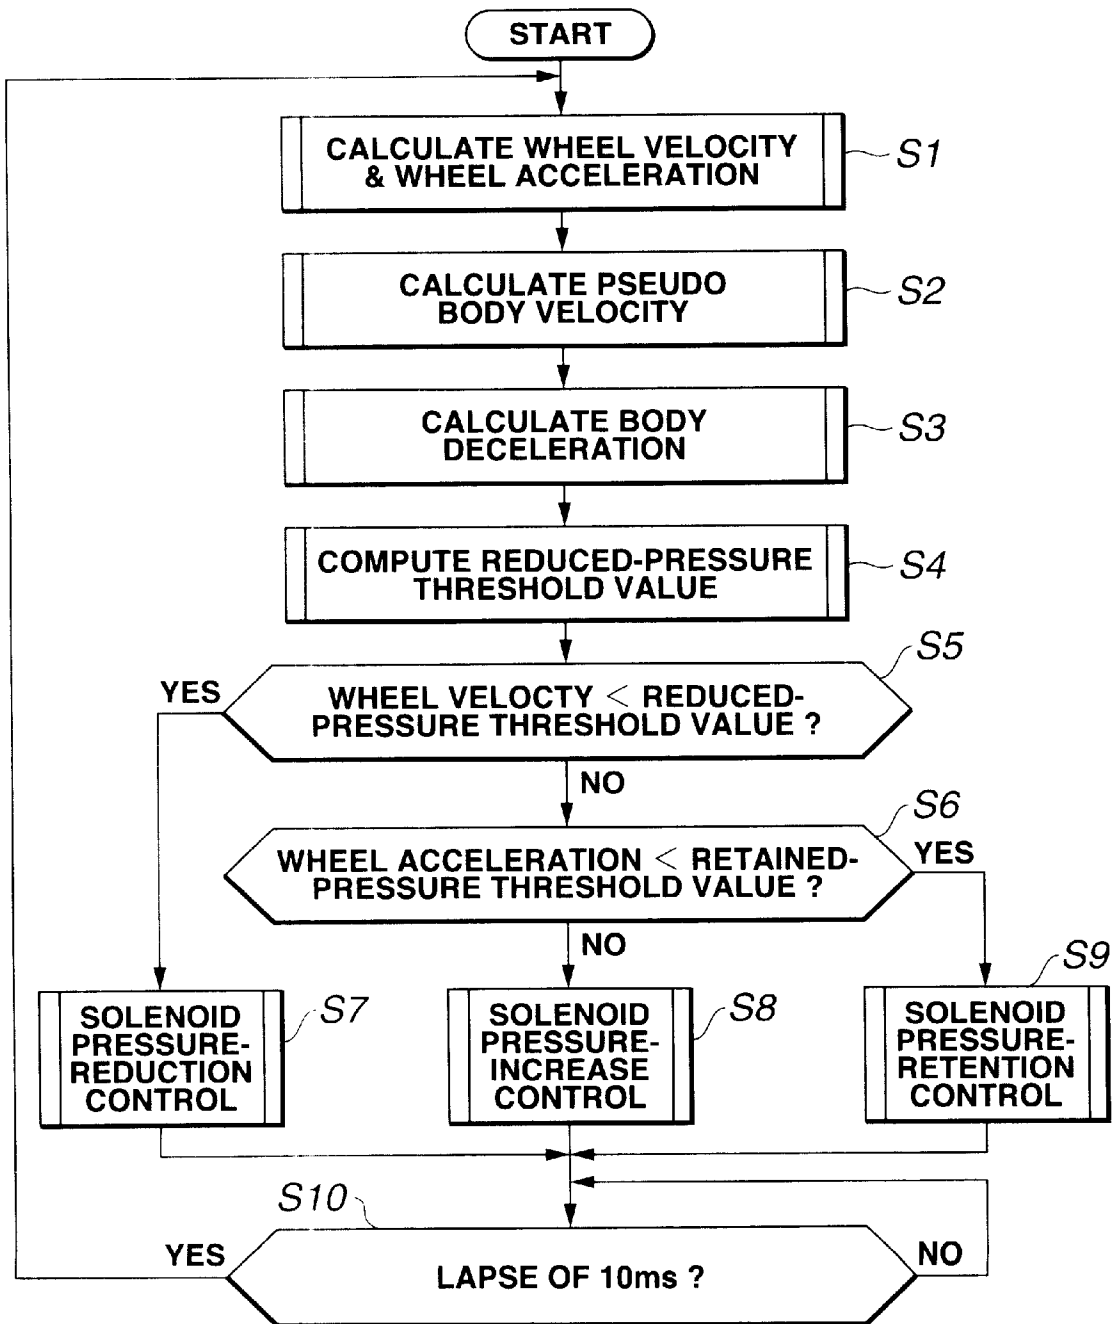 START
CALCULATE WHEEL VELOCITY
& WHEEL ACCELERATION
S1
CALCULATE PSEUDO
BODY VELOCITY
S2
CALCULATE BODY
DECELERATION
S3
COMPUTE REDUCED-PRESSURE
THRESHOLD VALUE
S4
S5
YES
WHEEL VELOCTY < REDUCED-
PRESSURE THRESHOLD VALUE ?
NO
S6
WHEEL ACCELERATION < RETAINED-
PRESSURE THRESHOLD VALUE ?
YES
NO
SOLENOID
PRESSURE-
REDUCTION
CONTROL
S7
SOLENOID
PRESSURE-
INCREASE
CONTROL
S8
SOLENOID
PRESSURE-
RETENTION
CONTROL
S9
S10
YES
LAPSE OF 10ms ?
NO